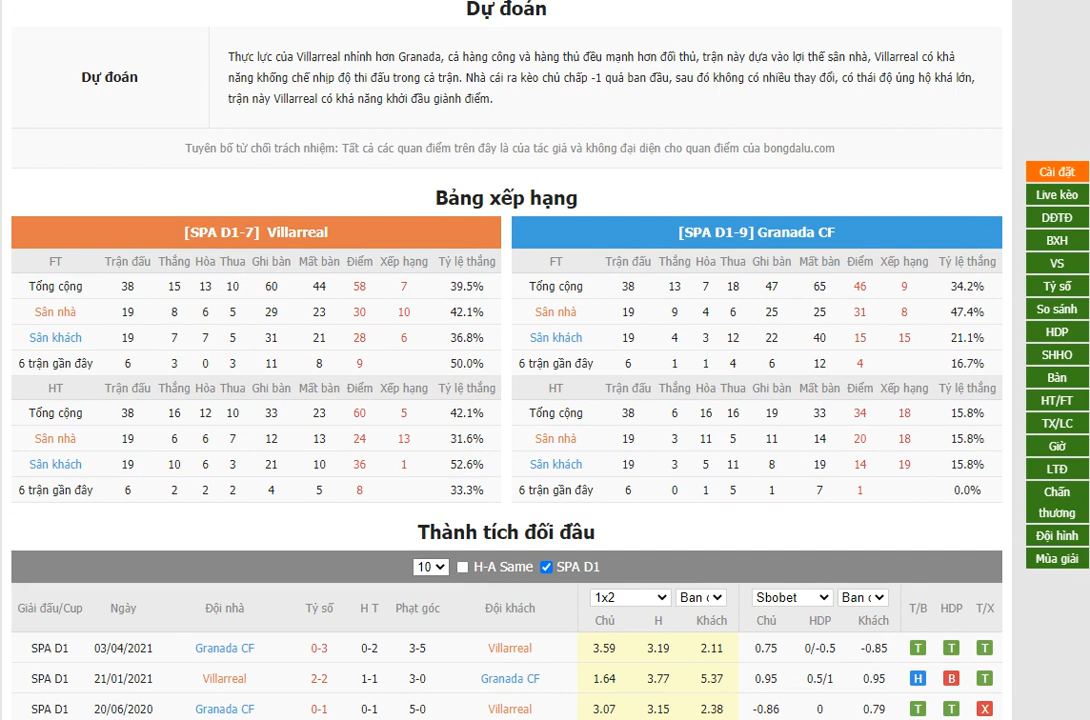 Dự đoán
Dự đoán
Thực lực của Villarreal nhỉnh hơn Granada, cả hàng công và hàng thủ đều mạnh hơn đối thủ, trận này dựa vào lợi thế sân nhà, Villarreal có khả
năng khống chế nhịp độ thi đấu trong cả trận. Nhà cái ra kèo chủ chấp -1 quả ban đầu, sau đó không có nhiều thay đổi, có thái độ ủng hộ khá lớn,
trận này Villarreal có khả năng khởi đầu giành điểm.
Tuyên bố từ chối trách nhiệm: Tất cả các quan điểm trên đây là của tác giả và không đại diện cho quan điểm của bongdalu.com
Bảng xếp hạng
[SPA D1-7] Villarreal
FT Trận đấu Thắng Hòa Thua Ghi bàn Mất bàn Điểm Xếp hạng Tỷ lệ thắng
Tổng cộng 38 15 13 10 60 44 58 7 39.5%
Sân nhà 19 8 6 5 29 23 30 10 42.1%
Sân khách 19 7 7 5 31 21 28 6 36.8%
6 trận gần đây 6 3 0 3 11 8 9 50.0%
HT Trận đấu Thắng Hòa Thua Ghi bàn Mất bàn Điểm Xếp hạng Tỷ lệ thắng
Tổng cộng 38 16 12 10 33 23 60 5 42.1%
Sân nhà 19 6 6 7 12 13 24 13 31.6%
Sân khách 19 10 6 3 21 10 36 1 52.6%
6 trận gần đây 6 2 2 2 4 5 8 33.3%
[SPA D1-9] Granada CF
FT Trận đấu Thắng Hòa Thua Ghi bàn Mất bàn Điểm Xếp hạng Tỷ lệ thắng
Tổng cộng 38 13 7 18 47 65 46 9 34.2%
Sân nhà 19 9 4 6 25 25 31 8 47.4%
Sân khách 19 4 3 12 22 40 15 15 21.1%
6 trận gần đây 6 1 1 4 6 12 4 16.7%
HT Trận đấu Thắng Hòa Thua Ghi bàn Mất bàn Điểm Xếp hạng Tỷ lệ thắng
Tổng cộng 38 6 16 16 19 33 34 18 15.8%
Sân nhà 19 3 11 5 11 14 20 18 15.8%
Sân khách 19 3 5 11 8 19 14 19 15.8%
6 trận gần đây 6 0 1 5 1 7 1 0.0%
Thành tích đối đầu
10 H-A Same SPA D1
Giải đấu/Cup Ngày Đội nhà Tỷ số H T Phạt góc Đội khách 1x2 Ban Sbobet Ban T/B HDP T/X
Chủ H Khách Chủ HDP Khách
SPA D1 03/04/2021 Granada CF 0-3 0-2 3-5 Villarreal 3.59 3.19 2.11 0.75 0/-0.5 -0.85 T T T
SPA D1 21/01/2021 Villarreal 2-2 1-1 3-0 Granada CF 1.64 3.77 5.37 0.95 0.5/1 0.95 H B T
SPA D1 20/06/2020 Granada CF 0-1 0-1 5-0 Villarreal 3.07 3.15 2.38 -0.86 0 0.79 T T X
Cài đặt
Live kèo
DĐTĐ
BXH
VS
Tỷ số
So sánh
HDP
SHHO
Bàn
HT/FT
TX/LC
Giờ
LTĐ
Chấn
thương
Đội hình
Mùa giải